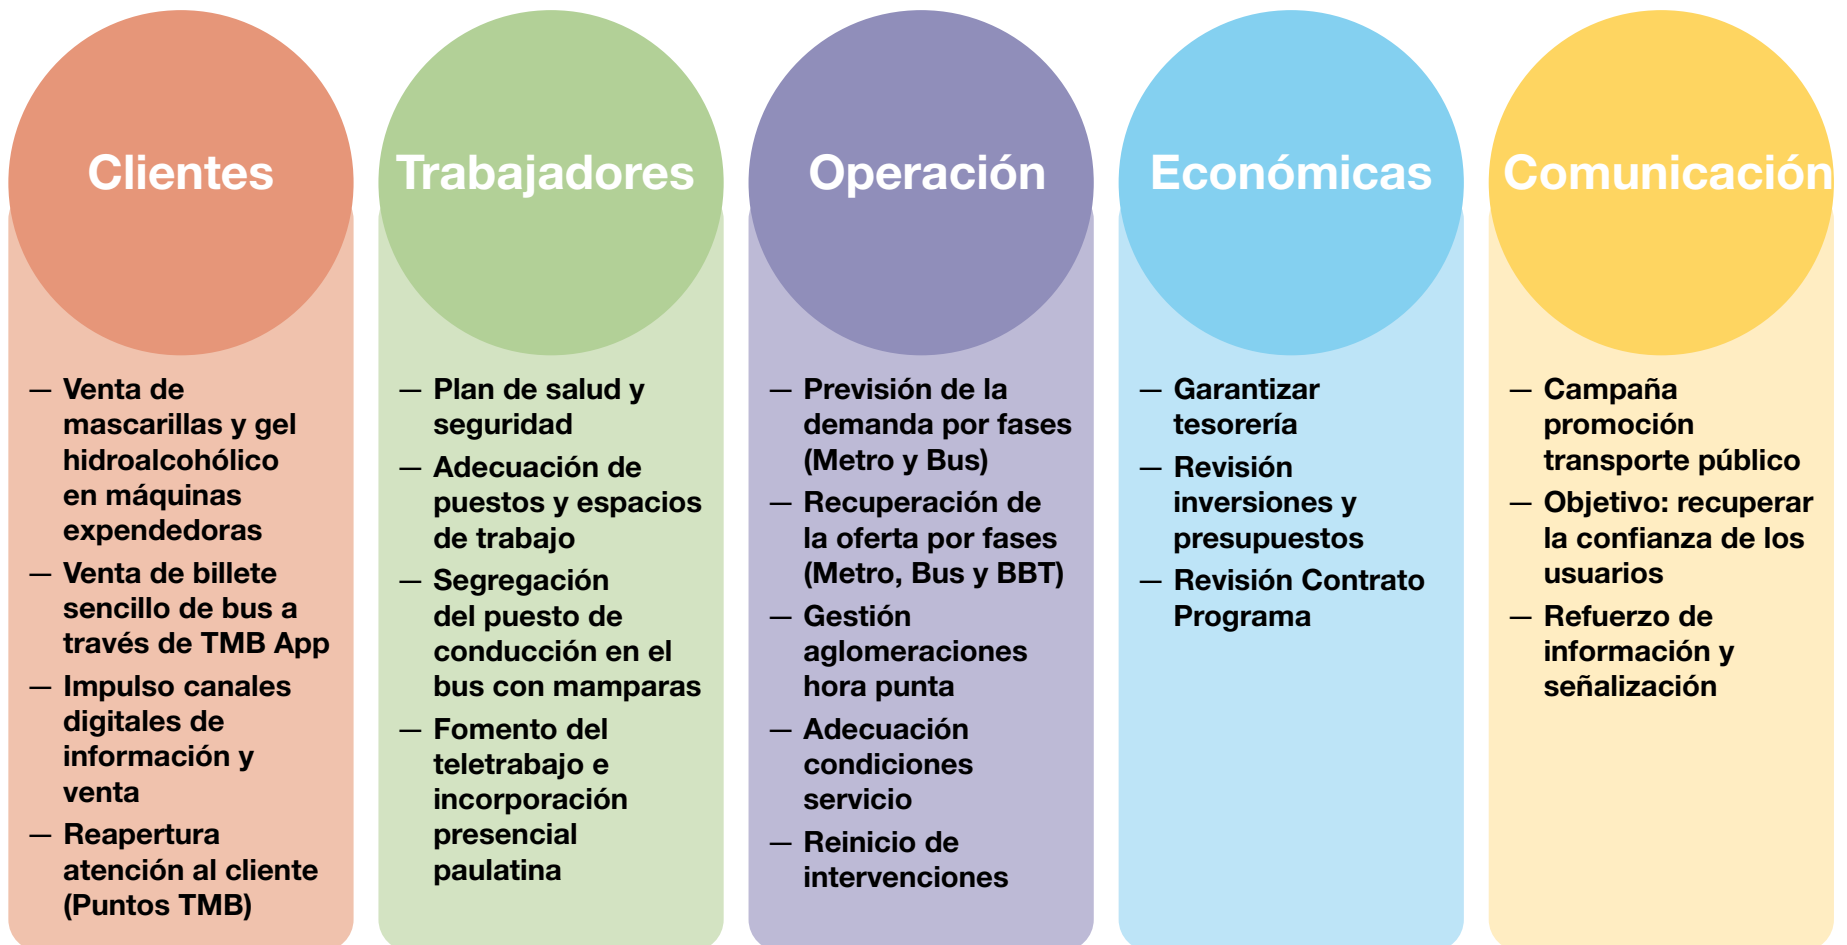 Clientes
— Venta de
mascarillas y gel
hidroalcohólico
en máquinas
expendedoras
— Venta de billete
sencillo de bus a
través de TMB App
— Impulso canales
digitales de
información y
venta
— Reapertura
atención al cliente
(Puntos TMB)
Trabajadores
— Plan de salud y
seguridad
— Adecuación de
puestos y espacios
de trabajo
— Segregación
del puesto de
conducción en el
bus con mamparas
— Fomento del
teletrabajo e
incorporación
presencial
paulatina
Operación
— Previsión de la
demanda por fases
(Metro y Bus)
— Recuperación de
la oferta por fases
(Metro, Bus y BBT)
— Gestión
aglomeraciones
hora punta
— Adecuación
condiciones
servicio
— Reinicio de
intervenciones
Económicas
— Garantizar
tesorería
— Revisión
inversiones y
presupuestos
— Revisión Contrato
Programa
Comunicación
— Campaña
promoción
transporte público
— Objetivo: recuperar
la confianza de los
usuarios
— Refuerzo de
información y
señalización